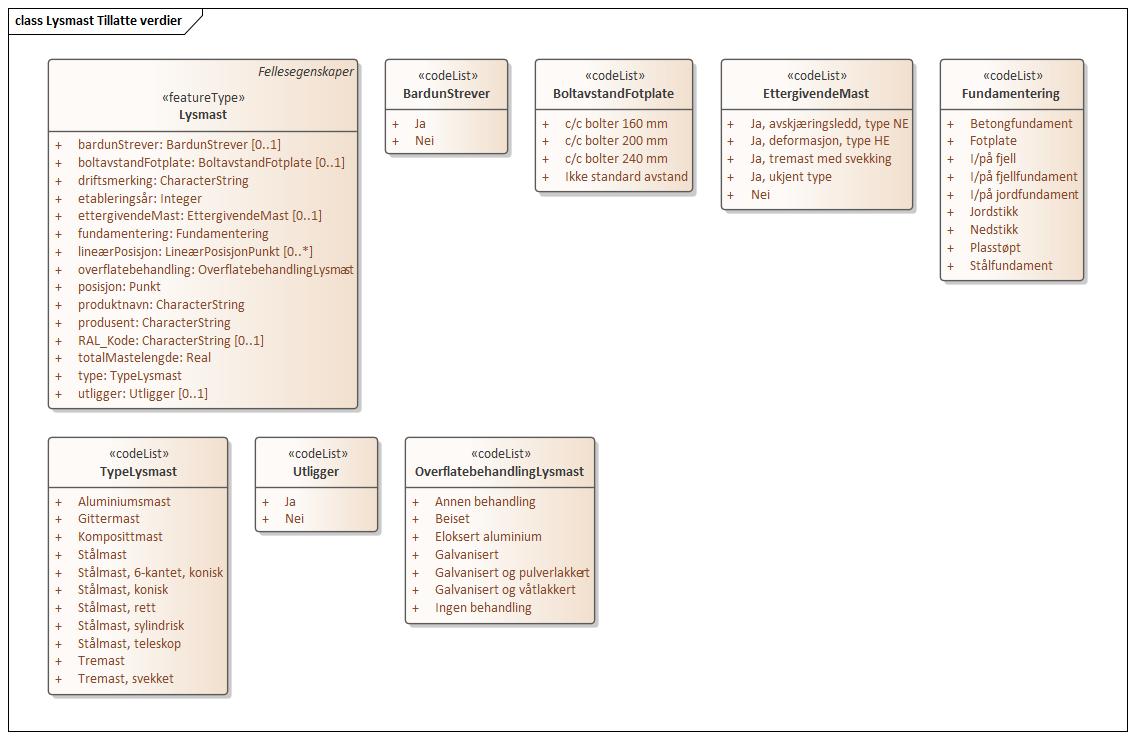 class Lysmast Tillatte verdier
Fellesegenskaper
«featureType»
Lysmast
+ bardunStrever: BardunStrever [0..1]
+ boltavstandFotplate: BoltavstandFotplate [0..1]
+ driftsmerking: CharacterString
+ etableringsår: Integer
+ ettergivendeMast: EttergivendeMast [0..1]
+ fundamentering: Fundamentering
+ lineærPosisjon: LineærPosisjonPunkt [0..*]
+ overflatebehandling: OverflatebehandlingLysmast
+ posisjon: Punkt
+ produktnavn: CharacterString
+ produsent: CharacterString
+ RAL_Kode: CharacterString [0..1]
+ totalMastelengde: Real
+ type: TypeLysmast
+ utligger: Utligger [0..1]
«codeList»
BardunStrever
+ Ja
+ Nei
«codeList»
BoltavstandFotplate
+ c/c bolter 160 mm
+ c/c bolter 200 mm
+ c/c bolter 240 mm
+ Ikke standard avstand
«codeList»
EttergivendeMast
+ Ja, avskjæringsledd, type NE
+ Ja, deformasjon, type HE
+ Ja, tremast med svekking
+ Ja, ukjent type
+ Nei
«codeList»
Fundamentering
+ Betongfundament
+ Fotplate
+ I/på fjell
+ I/på fjellfundament
+ I/på jordfundament
+ Jordstikk
+ Nedstikk
+ Plasstøpt
+ Stålfundament
«codeList»
TypeLysmast
+ Aluminiumsmast
+ Gittermast
+ Komposittmast
+ Stålmast
+ Stålmast, 6-kantet, konisk
+ Stålmast, konisk
+ Stålmast, rett
+ Stålmast, sylindrisk
+ Stålmast, teleskop
+ Tremast
+ Tremast, svekket
«codeList»
Utligger
+ Ja
+ Nei
«codeList»
OverflatebehandlingLysmast
+ Annen behandling
+ Beiset
+ Eloksert aluminium
+ Galvanisert
+ Galvanisert og pulverlakkert
+ Galvanisert og våtlakkert
+ Ingen behandling